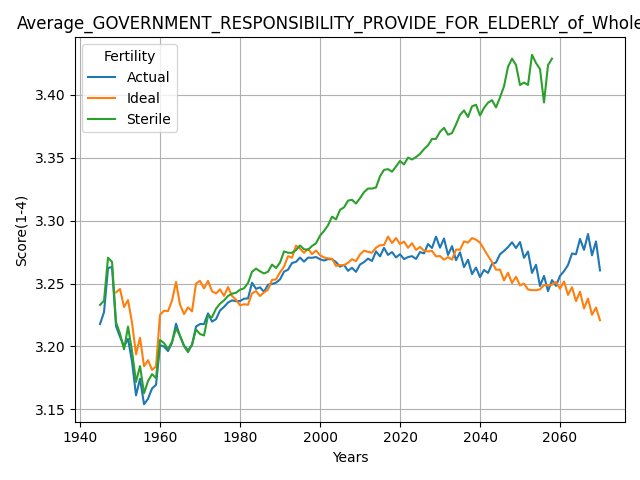 Average_GOVERNMENT_RESPONSIBILITY_PROVIDE_FOR_ELDERLY_of_Whole
Fertility
Actual
Ideal
Sterile
Score(1-4)
3.40
3.35
3.30
3.25
3.20
3.15
1940 1960 1980 2000 2020 2040 2060
Years